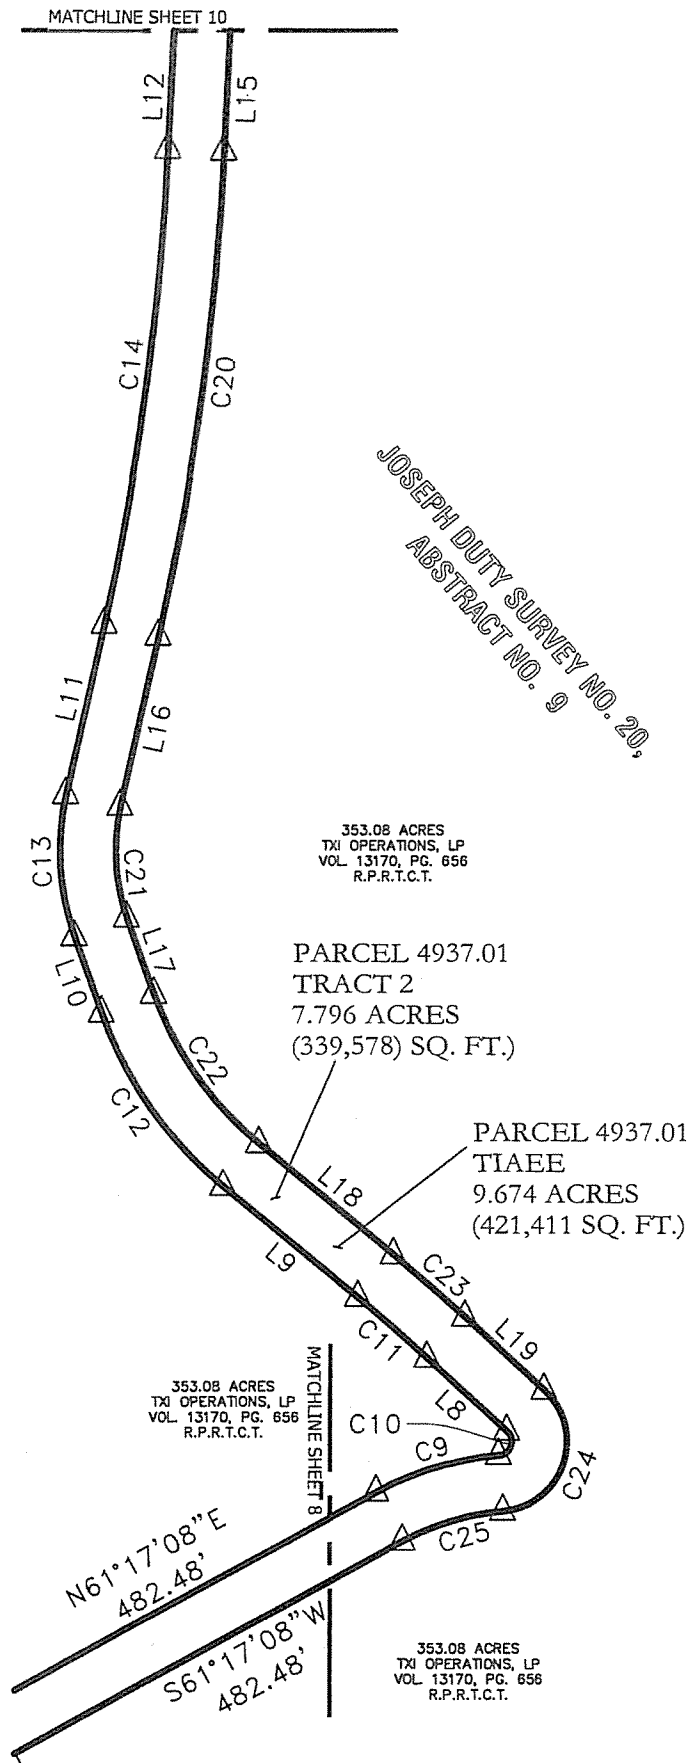 MATCHLINE SHEET 10
L12
L15
C14
C20
JOSEPH DUTY SURVEY NO. 20,
ABSTRACT NO. 9
L11
L16
353.08 ACRES
TXI OPERATIONS, LP
VOL. 13170, PG. 656
R.P.R.T.C.T.
C13
C21
L17
L10
PARCEL 4937.01
TRACT 2
7.796 ACRES
(339,578) SQ. FT.)
C22
C12
PARCEL 4937.01
TIAEE
9.674 ACRES
(421,411 SQ. FT.)
L18
L9
C23
C11
L19
353.08 ACRES
TXI OPERATIONS, LP
VOL. 13170, PG. 656
R.P.R.T.C.T.
MATCHLINE SHEET 8
L8
C10
C9
C24
C25
N61°17'08"E
482.48'
S61°17'08"W
482.48'
353.08 ACRES
TXI OPERATIONS, LP
VOL. 13170, PG. 656
R.P.R.T.C.T.